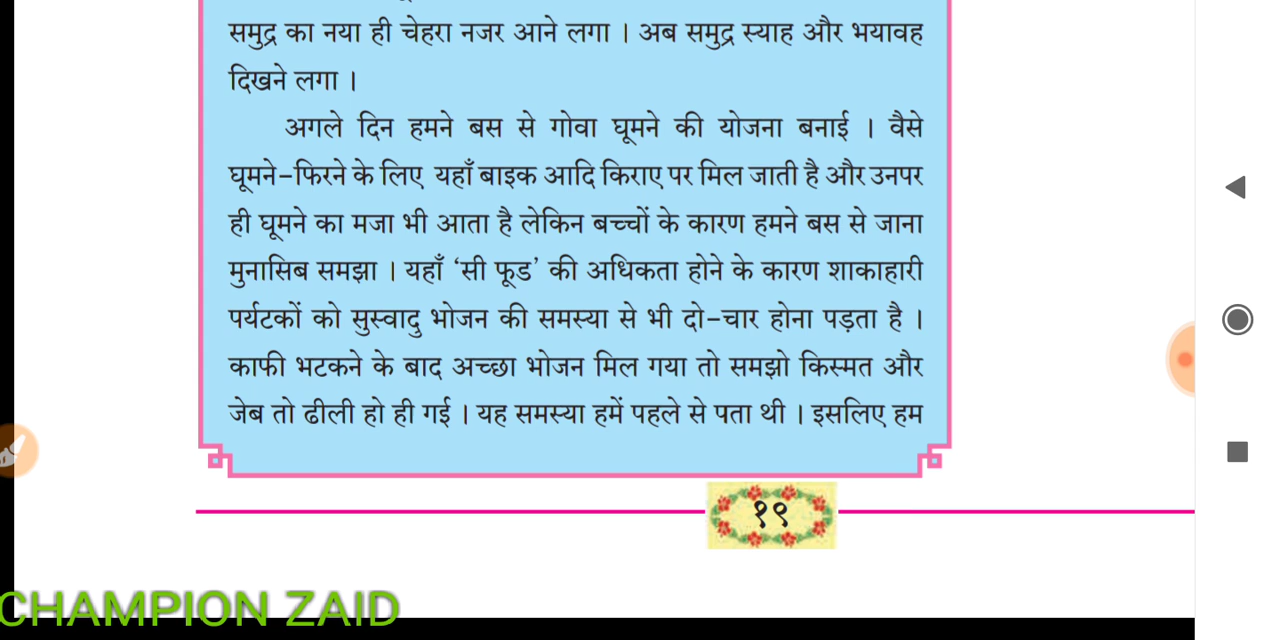 समुद्र का नया ही चेहरा नजर आने लगा । अब समुद्र स्याह और भयावह
दिखने लगा ।
अगले दिन हमने बस से गोवा घूमने की योजना बनाई । वैसे
घूमने-फिरने के लिए यहाँ बाइक आदि किराए पर मिल जाती है और उनपर
ही घूमने का मजा भी आता है लेकिन बच्चों के कारण हमने बस से जाना
मुनासिब समझा । यहाँ ‘सी फूड’ की अधिकता होने के कारण शाकाहारी
पर्यटकों को सुस्वादु भोजन की समस्या से भी दो-चार होना पड़ता है ।
काफी भटकने के बाद अच्छा भोजन मिल गया तो समझो किस्मत और
जेब तो ढीली हो ही गई । यह समस्या हमें पहले से पता थी । इसलिए हम
१९
CHAMPION ZAID